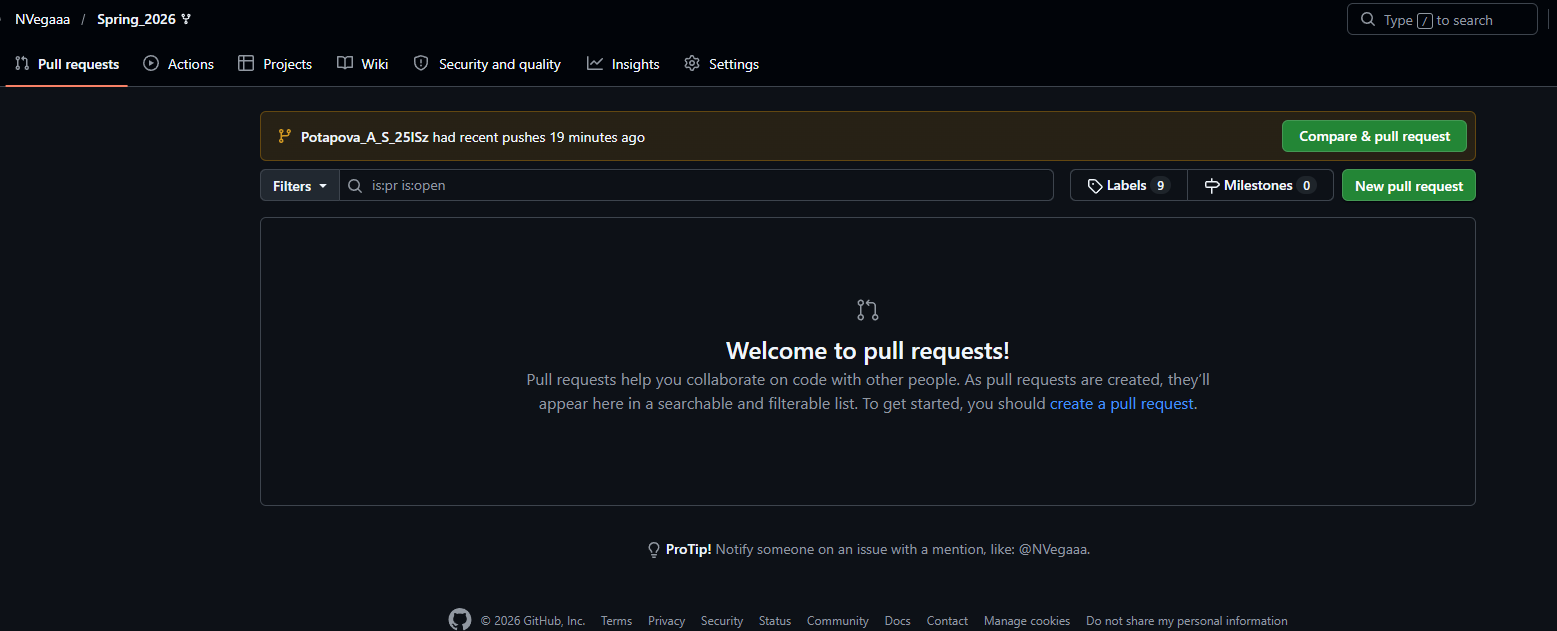 NVegaaa / Spring_2026
Type / to search
Pull requests Actions Projects Wiki Security and quality Insights Settings
Potapova_A_S_25ISz had recent pushes 19 minutes ago
Compare & pull request
Filters is:pr is:open Labels 9 Milestones 0 New pull request
Welcome to pull requests!
Pull requests help you collaborate on code with other people. As pull requests are created, they’ll
appear here in a searchable and filterable list. To get started, you should create a pull request.
ProTip! Notify someone on an issue with a mention, like: @NVegaaa.
© 2026 GitHub, Inc. Terms Privacy Security Status Community Docs Contact Manage cookies Do not share my personal information